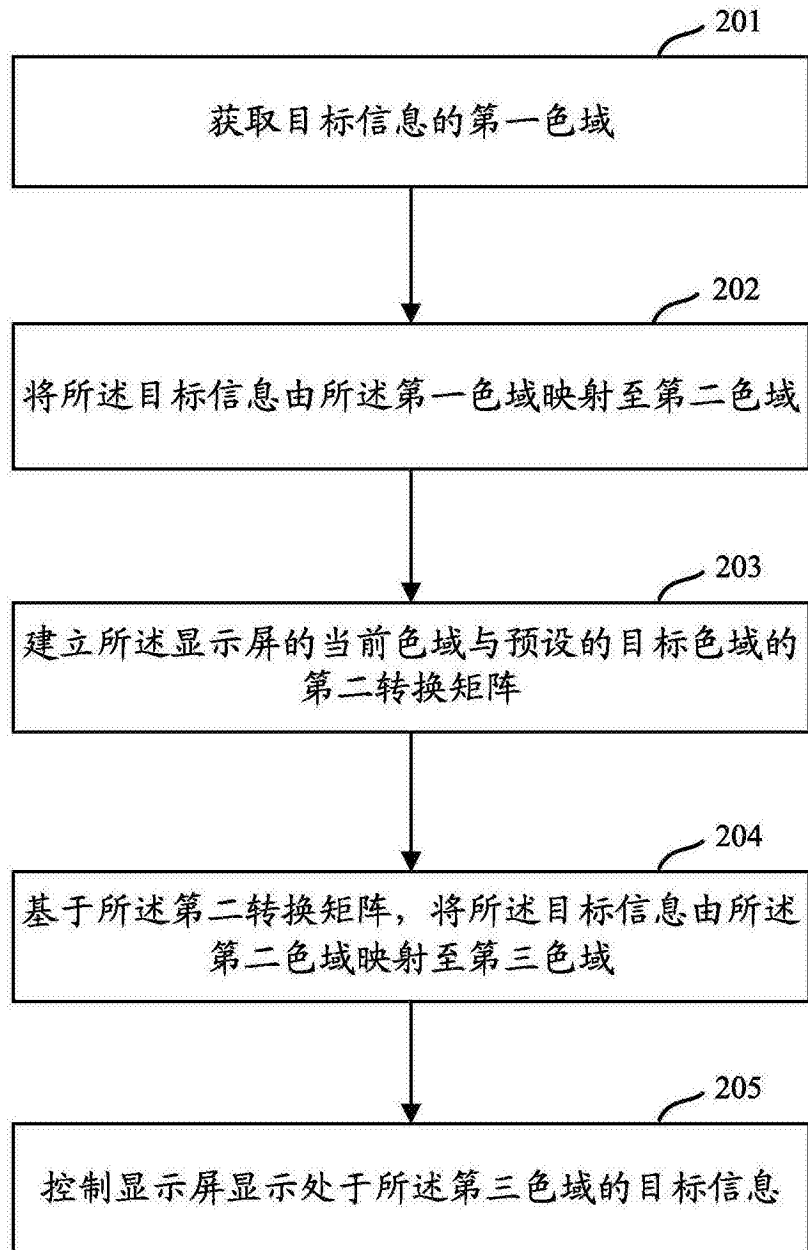 201
获取目标信息的第一色域
202
将所述目标信息由所述第一色域映射至第二色域
203
建立所述显示屏的当前色域与预设的目标色域的
第二转换矩阵
204
基于所述第二转换矩阵，将所述目标信息由所述
第二色域映射至第三色域
205
控制显示屏显示处于所述第三色域的目标信息